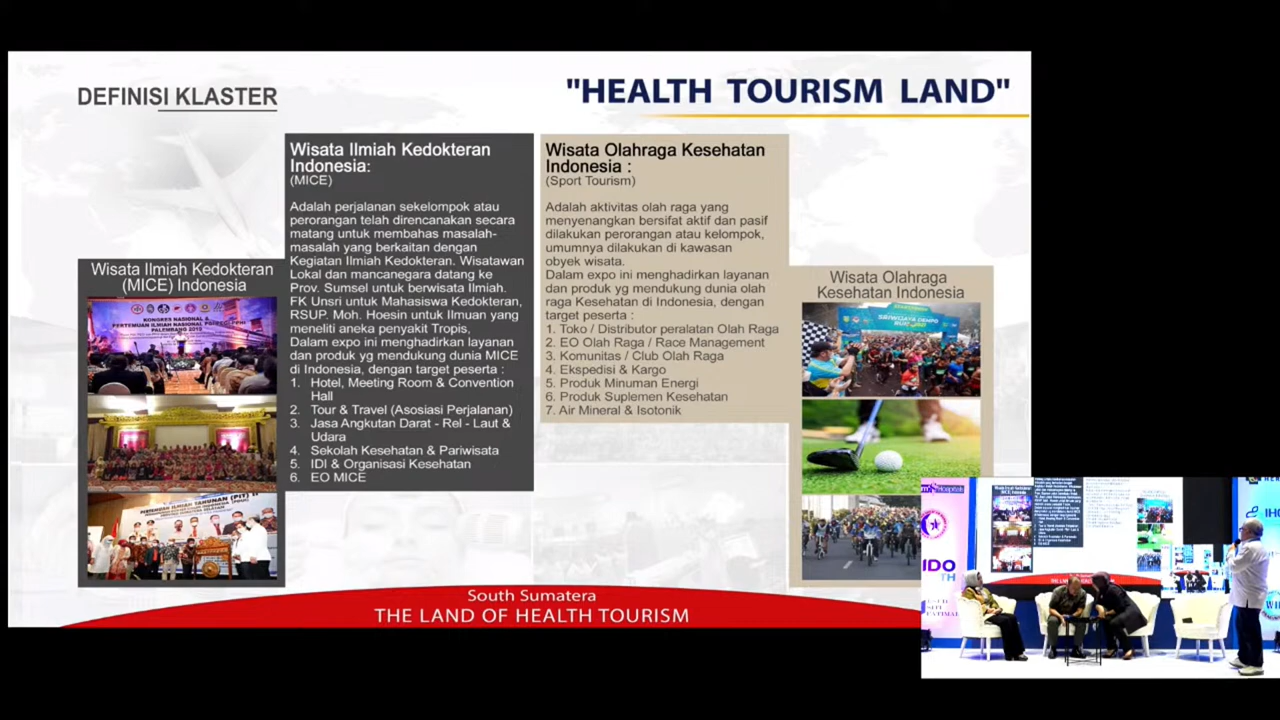 DEFINISI KLASTER
"HEALTH TOURISM LAND"
Wisata Ilmiah Kedokteran
Indonesia:
(MICE)
Adalah perjalanan sekelompok atau
perorangan telah direncanakan secara
matang untuk membahas masalah-
masalah yang berkaitan dengan
Kegiatan Ilmiah Kedokteran. Wisatawan
Lokal dan mancanegara datang ke
Prov. Sumsel untuk berwisata Ilmiah.
FK Unsri untuk Mahasiswa Kedokteran,
RSUP. Moh. Hoesin untuk Ilmuan yang
meneliti aneka penyakit Tropis,
Dalam expo ini menghadirkan layanan
dan produk yg mendukung dunia MICE
di Indonesia, dengan target peserta :
1. Hotel, Meeting Room & Convention
Hall
2. Tour & Travel (Asosiasi Perjalanan)
3. Jasa Angkutan Darat - Rel - Laut &
Udara
4. Sekolah Kesehatan & Pariwisata
5. IDI & Organisasi Kesehatan
6. EO MICE
Wisata Olahraga Kesehatan
Indonesia :
(Sport Tourism)
Adalah aktivitas olah raga yang
menyenangkan bersifat aktif dan pasif
dilakukan perorangan atau kelompok,
umumnya dilakukan di kawasan
obyek wisata.
Dalam expo ini menghadirkan layanan
dan produk yg mendukung dunia olah
raga Kesehatan di Indonesia, dengan
target peserta :
1. Toko / Distributor peralatan Olah Raga
2. EO Olah Raga / Race Management
3. Komunitas / Club Olah Raga
4. Ekspedisi & Kargo
5. Produk Minuman Energi
6. Produk Suplemen Kesehatan
7. Air Mineral & Isotonik
Wisata Ilmiah Kedokteran
(MICE) Indonesia
KONGRES NASIONAL &
PALEMBANG 2019
Wisata Olahraga
Kesehatan Indonesia
SRIWIJAYA DEMPO
RUN
South Sumatera
THE LAND OF HEALTH TOURISM